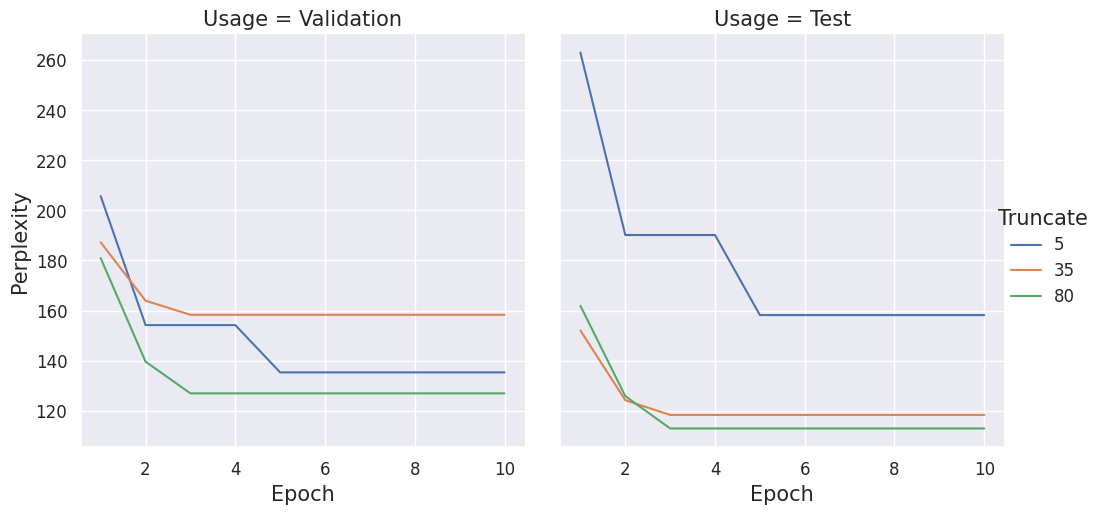 Usage = Validation
Usage = Test
260
240
220
200
180
160
140
120
Perplexity
2 4 6 8 10
2 4 6 8 10
Epoch
Epoch
Truncate
5
35
80